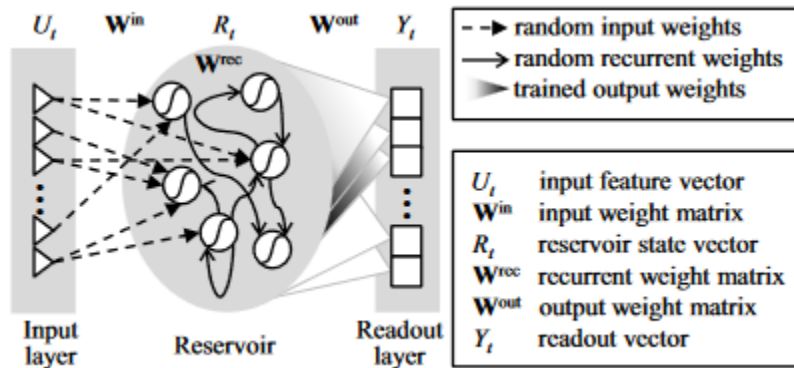 U_t W^in R_t W^out Y_t
W^rec
Input layer
Reservoir
Readout layer
random input weights
random recurrent weights
trained output weights
U_t input feature vector
W^in input weight matrix
R_t reservoir state vector
W^rec recurrent weight matrix
W^out output weight matrix
Y_t readout vector